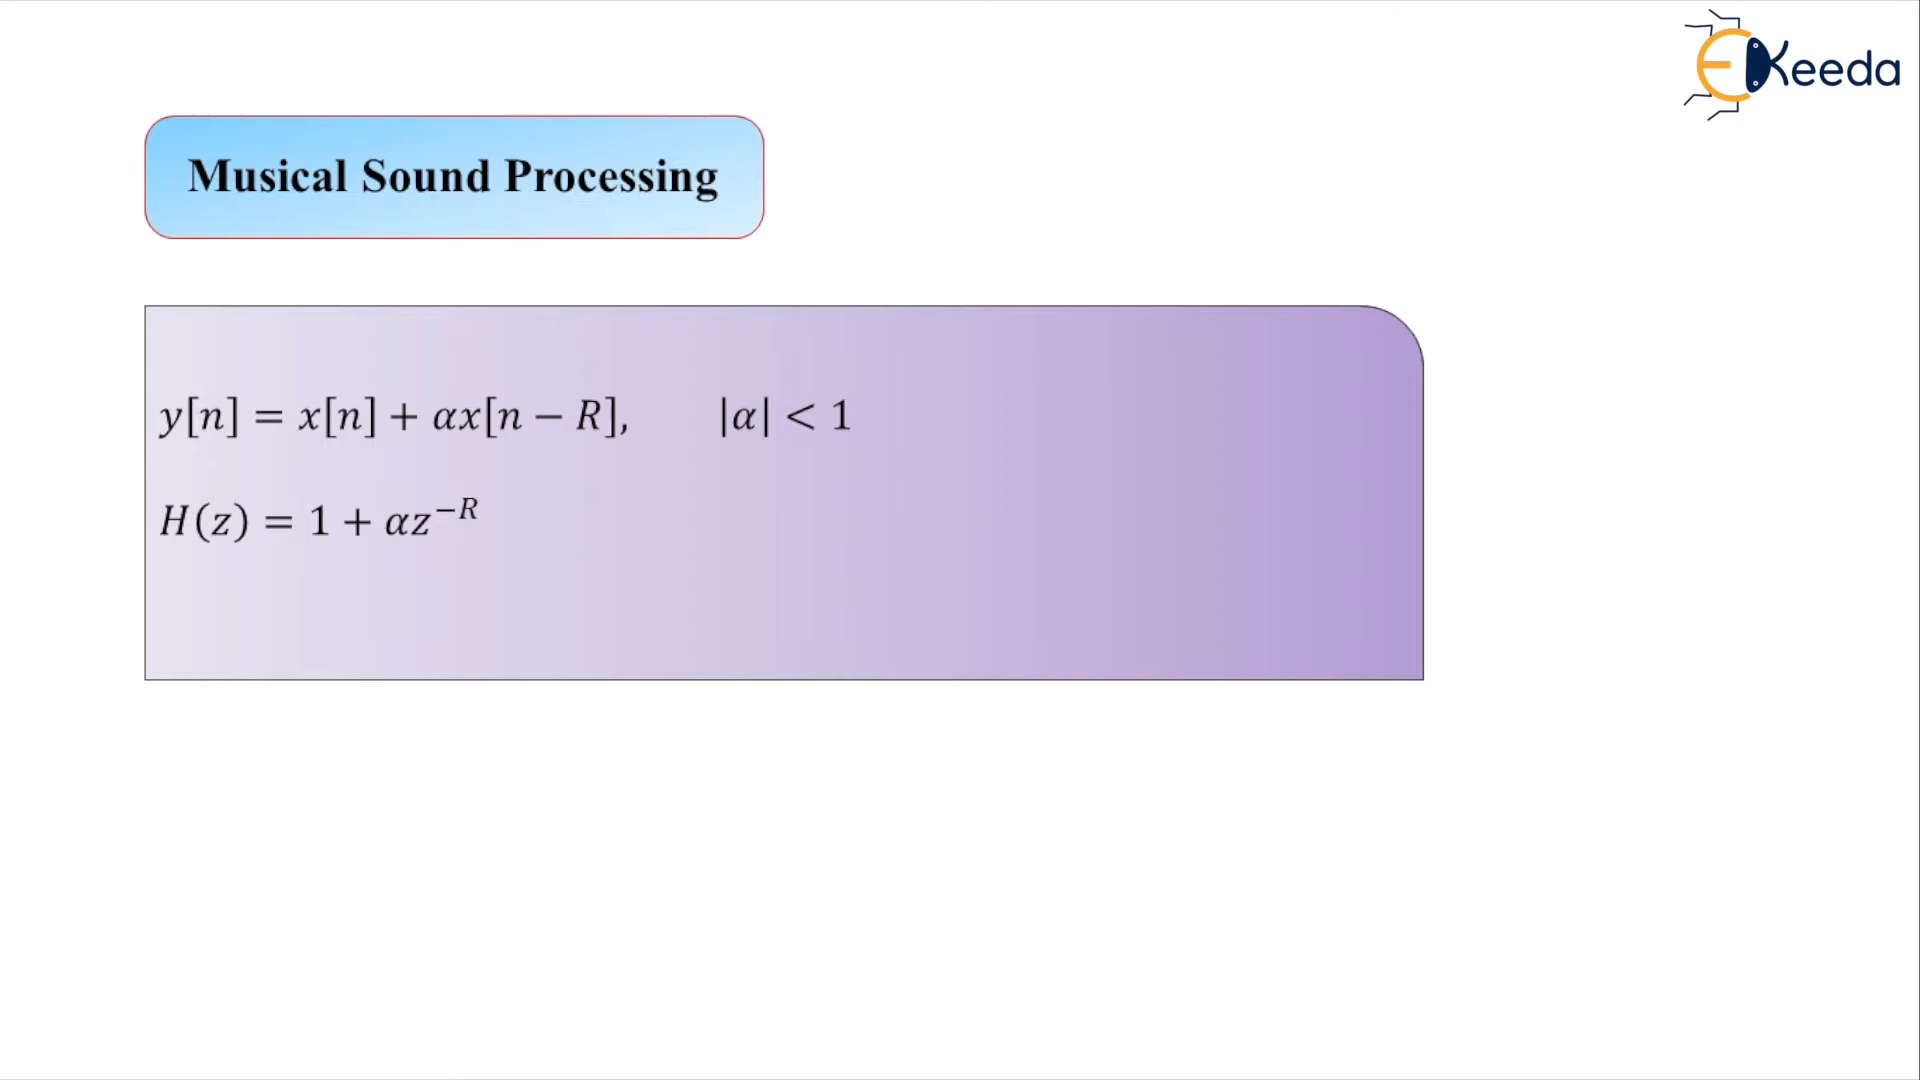 EKeeda
Musical Sound Processing
y[n] = x[n] + αx[n − R], |α| < 1
H(z) = 1 + αz^{−R}